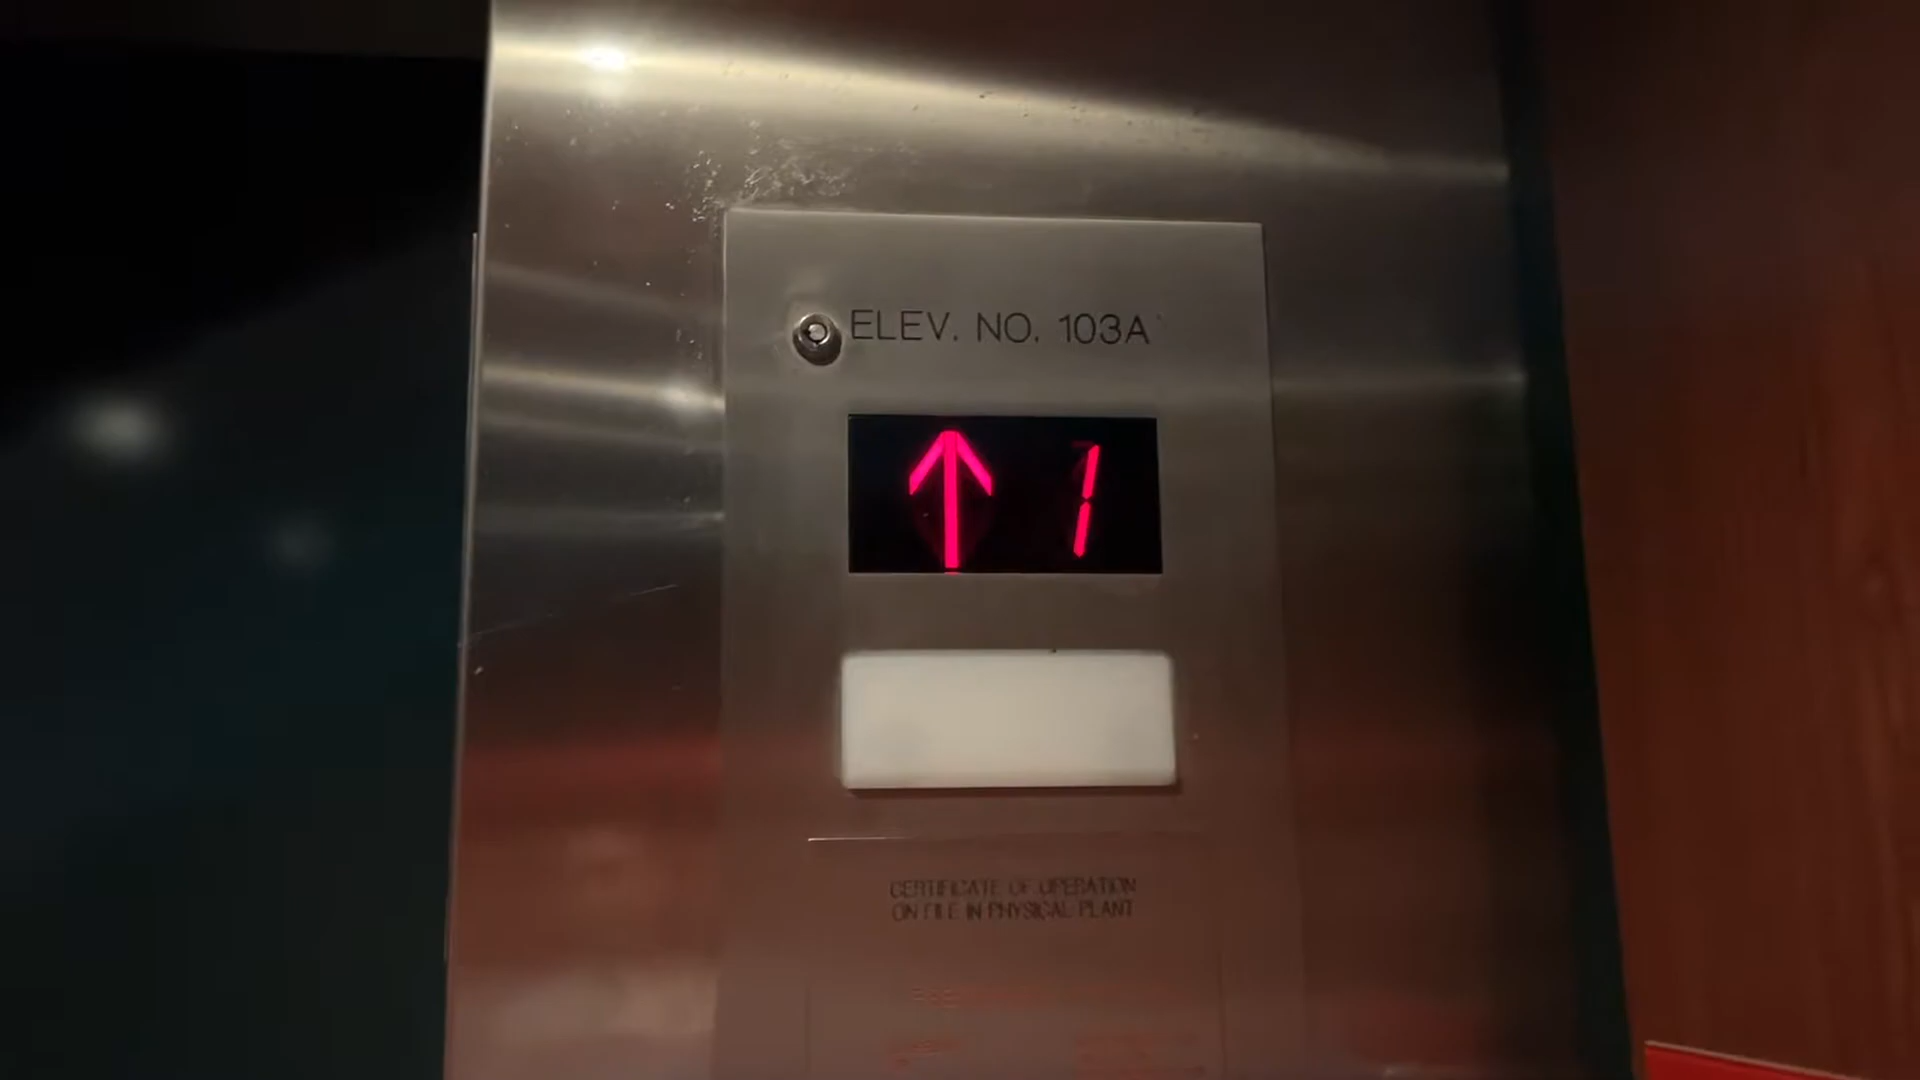 ELEV. NO. 103A
↑ 1
CERTIFICATE OF OPERATION
ON FILE IN PHYSICAL PLANT